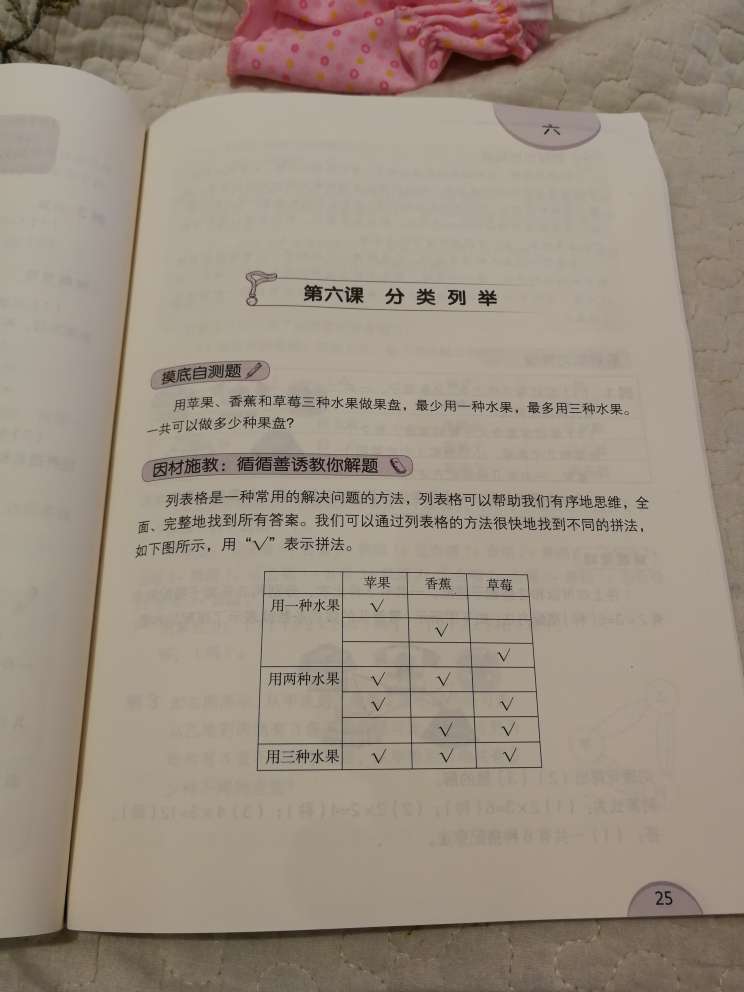 六
第六课 分类列举
摸底自测题
用苹果、香蕉和草莓三种水果做果盘，最少用一种水果，最多用三种水果。
一共可以做多少种果盘？
因材施教：循循善诱教你解题
列表格是一种常用的解决问题的方法，列表格可以帮助我们有序地思维，全
面、完整地找到所有答案。我们可以通过列表格的方法很快地找到不同的拼法，
如下图所示，用“√”表示拼法。
苹果 香蕉 草莓
用一种水果 √
√
√
用两种水果 √ √
√ √
√ √
用三种水果 √ √ √
25